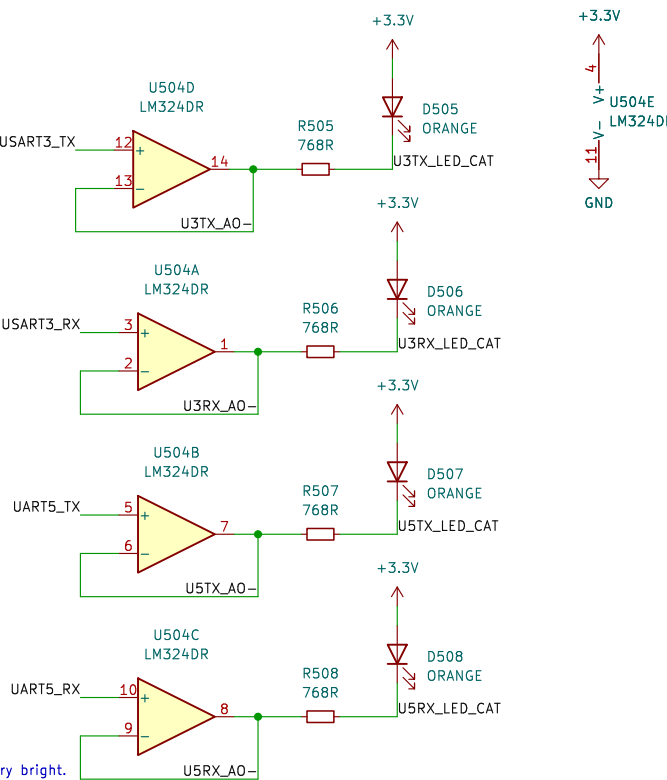 +3.3V
+3.3V
U504D
LM324DR
4
V+
U504E
D505
ORANGE
V-
R505
768R
USART3_TX
12
+
14
11
U3TX_LED_CAT
13
-
GND
+3.3V
U3TX_AO-
U504A
LM324DR
D506
ORANGE
R506
768R
USART3_RX
3
+
1
U3RX_LED_CAT
2
-
+3.3V
U3RX_AO-
U504B
LM324DR
D507
ORANGE
R507
768R
UART5_TX
5
+
7
U5TX_LED_CAT
6
-
+3.3V
U5TX_AO-
U504C
LM324DR
D508
ORANGE
R508
768R
UART5_RX
10
+
8
U5RX_LED_CAT
9
-
bright.
U5RX_AO-